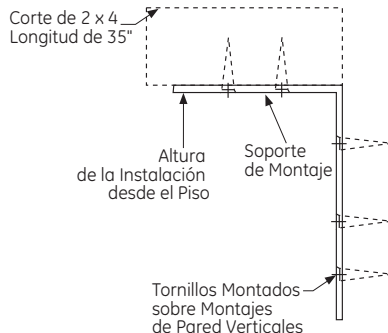 Corte de 2 x 4
Longitud de 35"
Altura
de la Instalación
desde el Piso
Soporte
de Montaje
Tornillos Montados
sobre Montajes
de Pared Verticales